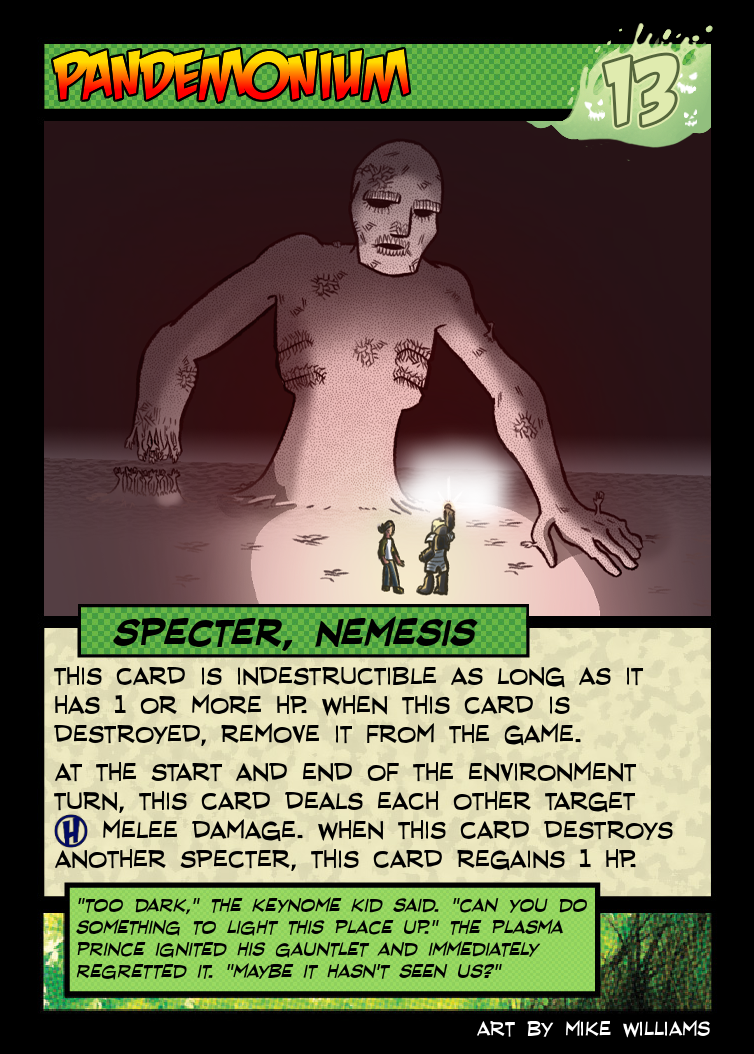 PANDEMONIUM
13
SPECTER, NEMESIS
THIS CARD IS INDESTRUCTIBLE AS LONG AS IT
HAS 1 OR MORE HP. WHEN THIS CARD IS
DESTROYED, REMOVE IT FROM THE GAME.
AT THE START AND END OF THE ENVIRONMENT
TURN, THIS CARD DEALS EACH OTHER TARGET
H MELEE DAMAGE. WHEN THIS CARD DESTROYS
ANOTHER SPECTER, THIS CARD REGAINS 1 HP.
"TOO DARK," THE KEYNOME KID SAID. "CAN YOU DO
SOMETHING TO LIGHT THIS PLACE UP." THE PLASMA
PRINCE IGNITED HIS GAUNTLET AND IMMEDIATELY
REGRETTED IT. "MAYBE IT HASN'T SEEN US?"
ART BY MIKE WILLIAMS